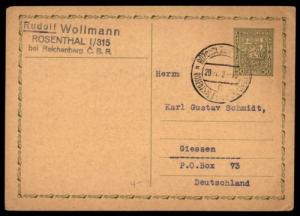 Rudolf Wollmann
ROSENTHAL I/315
bei Reichenberg Č.S.R.
Herrn
Karl Gustav Schmidt,
Giessen
P.O.Box 73
Deutschland